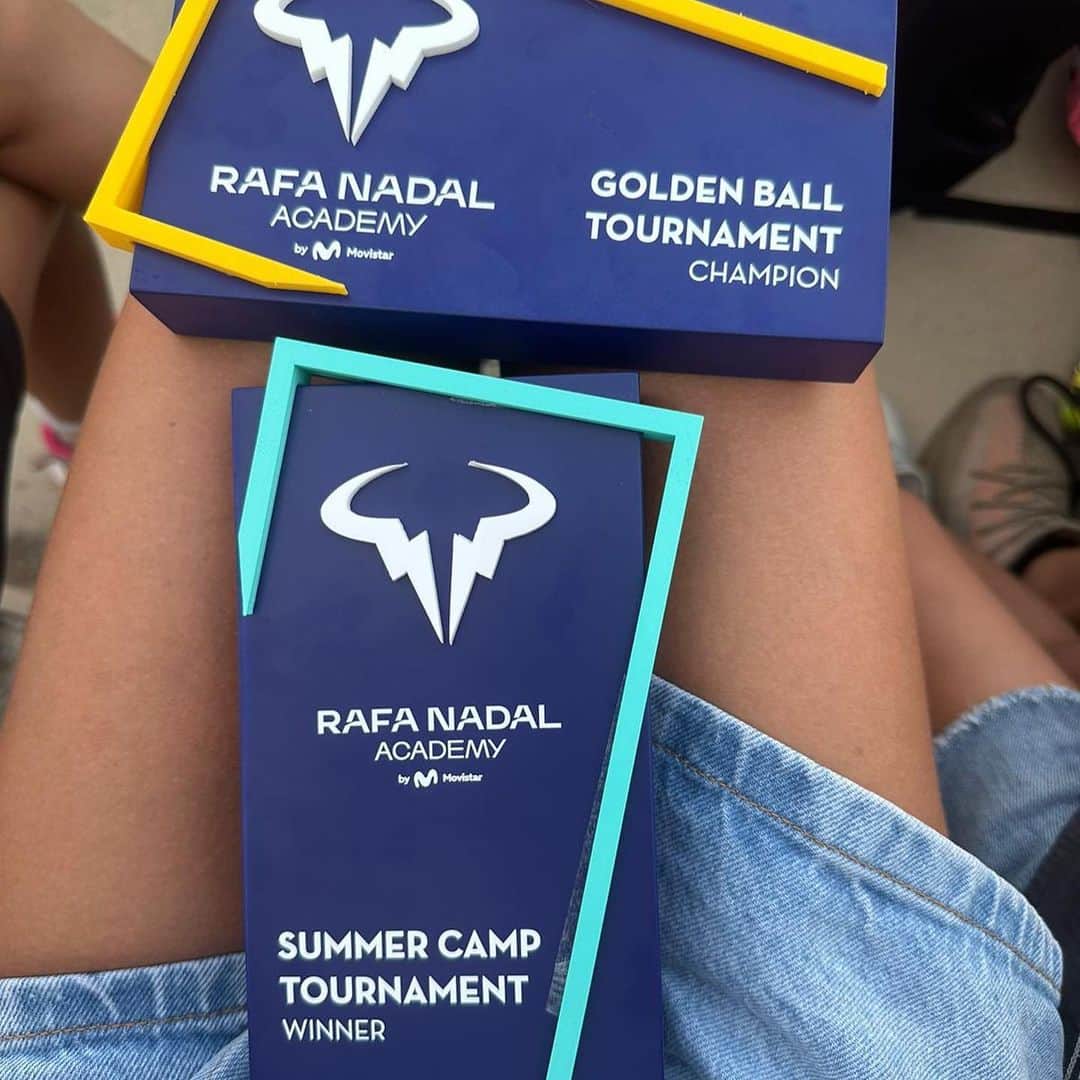 RAFA NADAL
ACADEMY
by Movistar
GOLDEN BALL
TOURNAMENT
CHAMPION
RAFA NADAL
ACADEMY
by Movistar
SUMMER CAMP
TOURNAMENT
WINNER